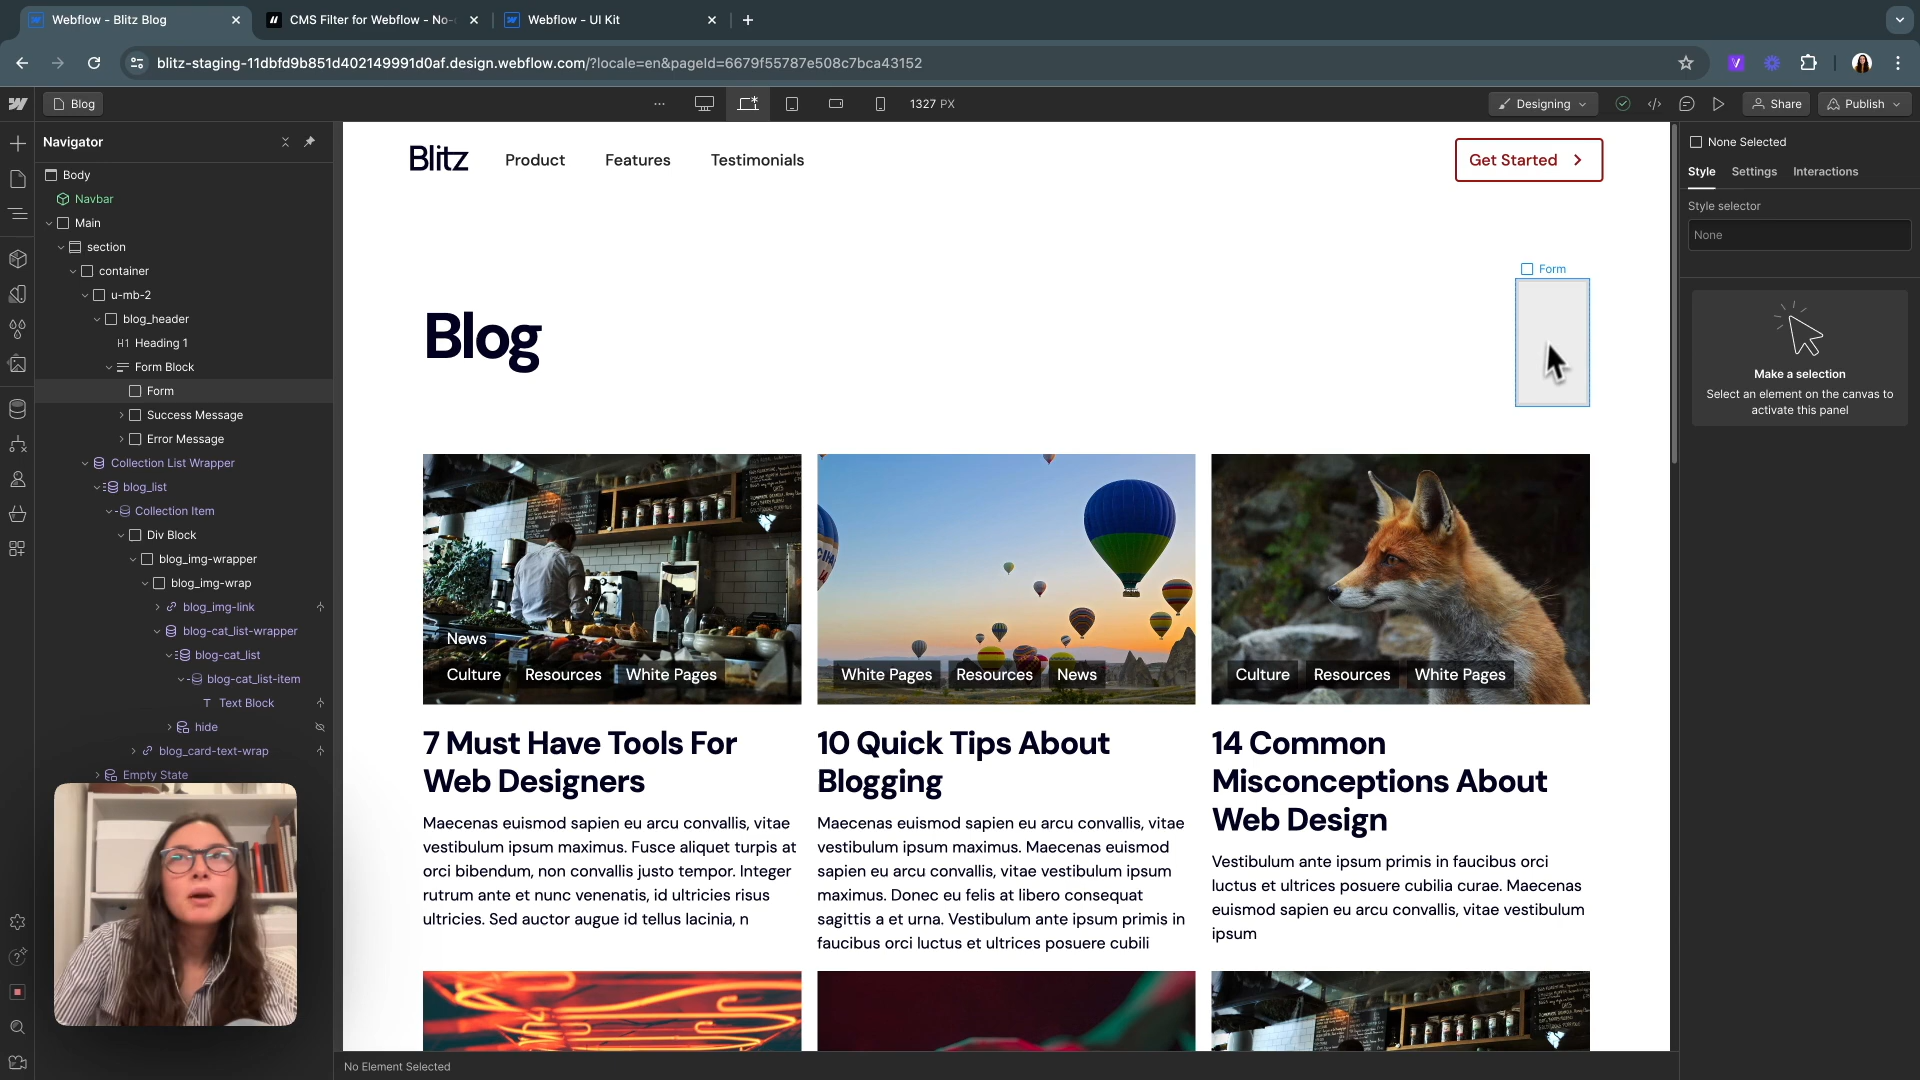 Webflow - Blitz Blog
CMS Filter for Webflow - No-c
Webflow - UI Kit
blitz-staging-11dbfd9b851d402149991d0af.design.webflow.com/?locale=en&pageId=6679f55787e508c7bca43152
Blog
1327 PX
Designing
Share
Publish
Navigator
Body
Navbar
Main
section
container
u-mb-2
blog_header
H1 Heading 1
Form Block
Form
Success Message
Error Message
Collection List Wrapper
blog_list
Collection Item
Div Block
blog_img-wrapper
blog_img-wrap
blog_img-link
blog-cat_list-wrapper
blog-cat_list
blog-cat_list-item
T Text Block
hide
blog_card-text-wrap
Empty State
Blitz
Product
Features
Testimonials
Get Started
Form
Blog
News
Culture Resources White Pages
7 Must Have Tools For
Web Designers
Maecenas euismod sapien eu arcu convallis, vitae
vestibulum ipsum maximus. Fusce aliquet turpis at
orci bibendum, non convallis justo tempor. Integer
rutrum ante et nunc venenatis, id ultricies risus
ultricies. Sed auctor augue id tellus lacinia, n
White Pages Resources News
10 Quick Tips About
Blogging
Maecenas euismod sapien eu arcu convallis, vitae
vestibulum ipsum maximus. Maecenas euismod
sapien eu arcu convallis, vitae vestibulum ipsum
maximus. Donec eu felis at libero consequat
sagittis a et urna. Vestibulum ante ipsum primis in
faucibus orci luctus et ultrices posuere cubili
Culture Resources White Pages
14 Common
Misconceptions About
Web Design
Vestibulum ante ipsum primis in faucibus orci
luctus et ultrices posuere cubilia curae. Maecenas
euismod sapien eu arcu convallis, vitae vestibulum
ipsum
None Selected
Style
Settings
Interactions
Style selector
None
Make a selection
Select an element on the canvas to
activate this panel
No Element Selected